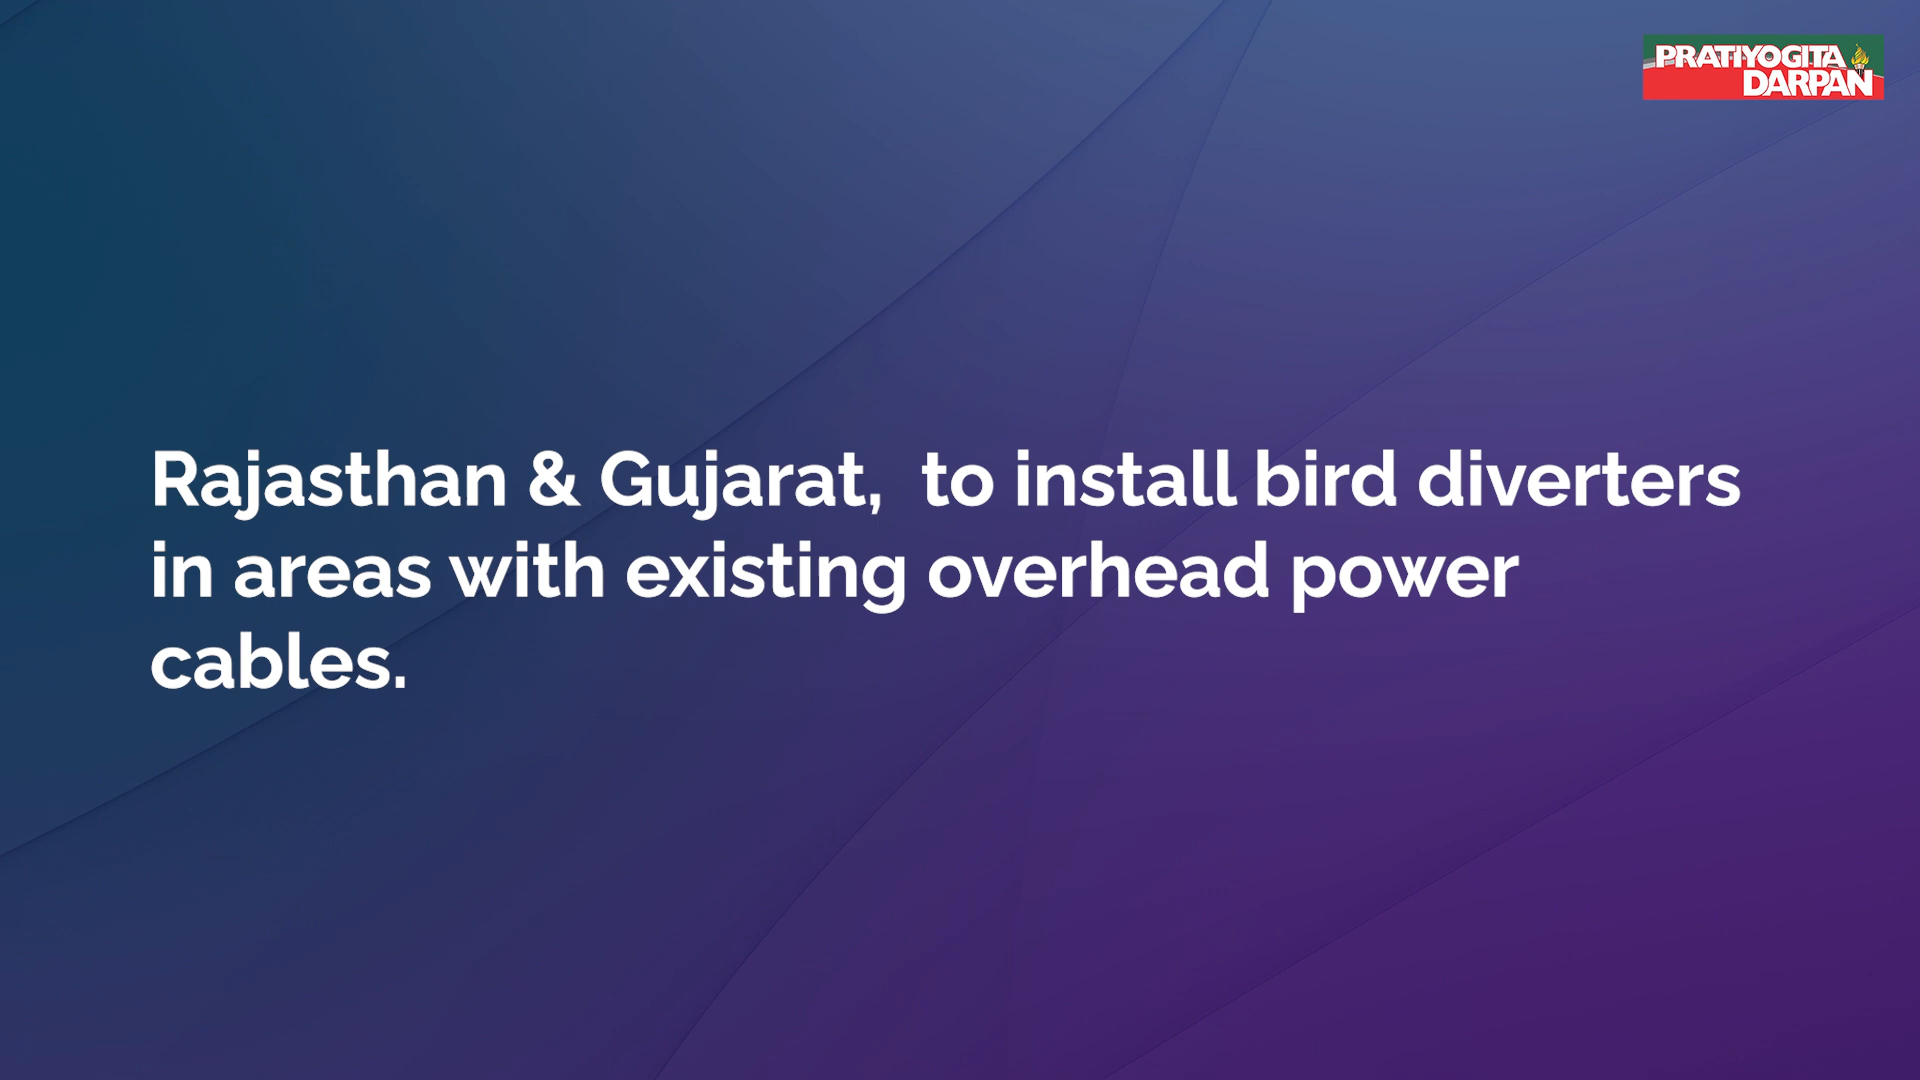 PRATIYOGITA
DARPAN
Rajasthan & Gujarat,  to install bird diverters
in areas with existing overhead power
cables.